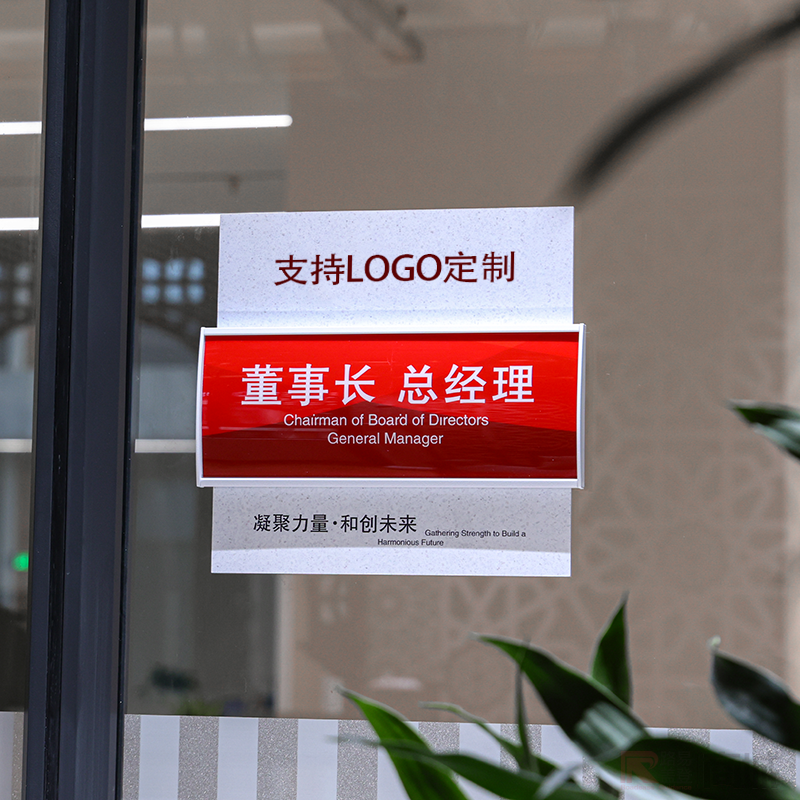 支持LOGO定制
董事长 总经理
Chairman of Board of Directors
General Manager
凝聚力量·和创未来 Gathering Strength to Build a
Harmonious Future